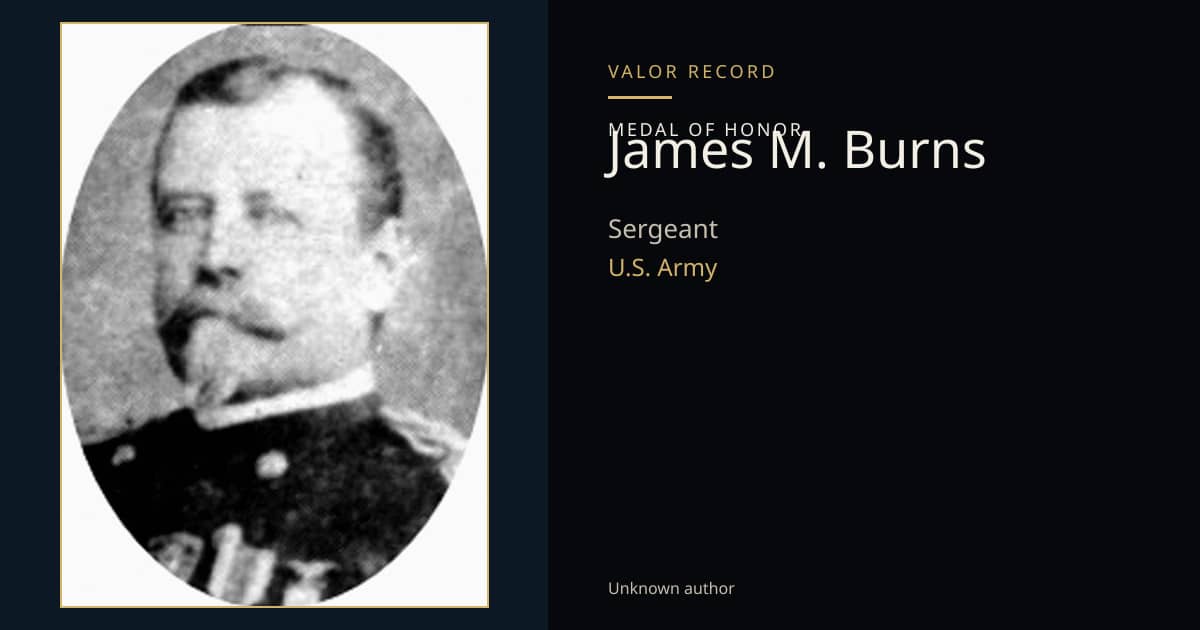 VALOR RECORD
MEDAL OF HONOR
James M. Burns
Sergeant
U.S. Army
Unknown author